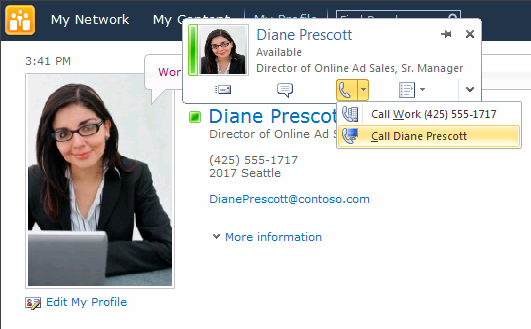 My Network My Content My Profile Find People
Diane Prescott
Available
Director of Online Ad Sales, Sr. Manager
3:41 PM
Wor
Call Work (425) 555-1717
Call Diane Prescott
Diane Presco
Director of Online Ad S
(425) 555-1717
2017 Seattle
DianePrescott@contoso.com
More information
Edit My Profile